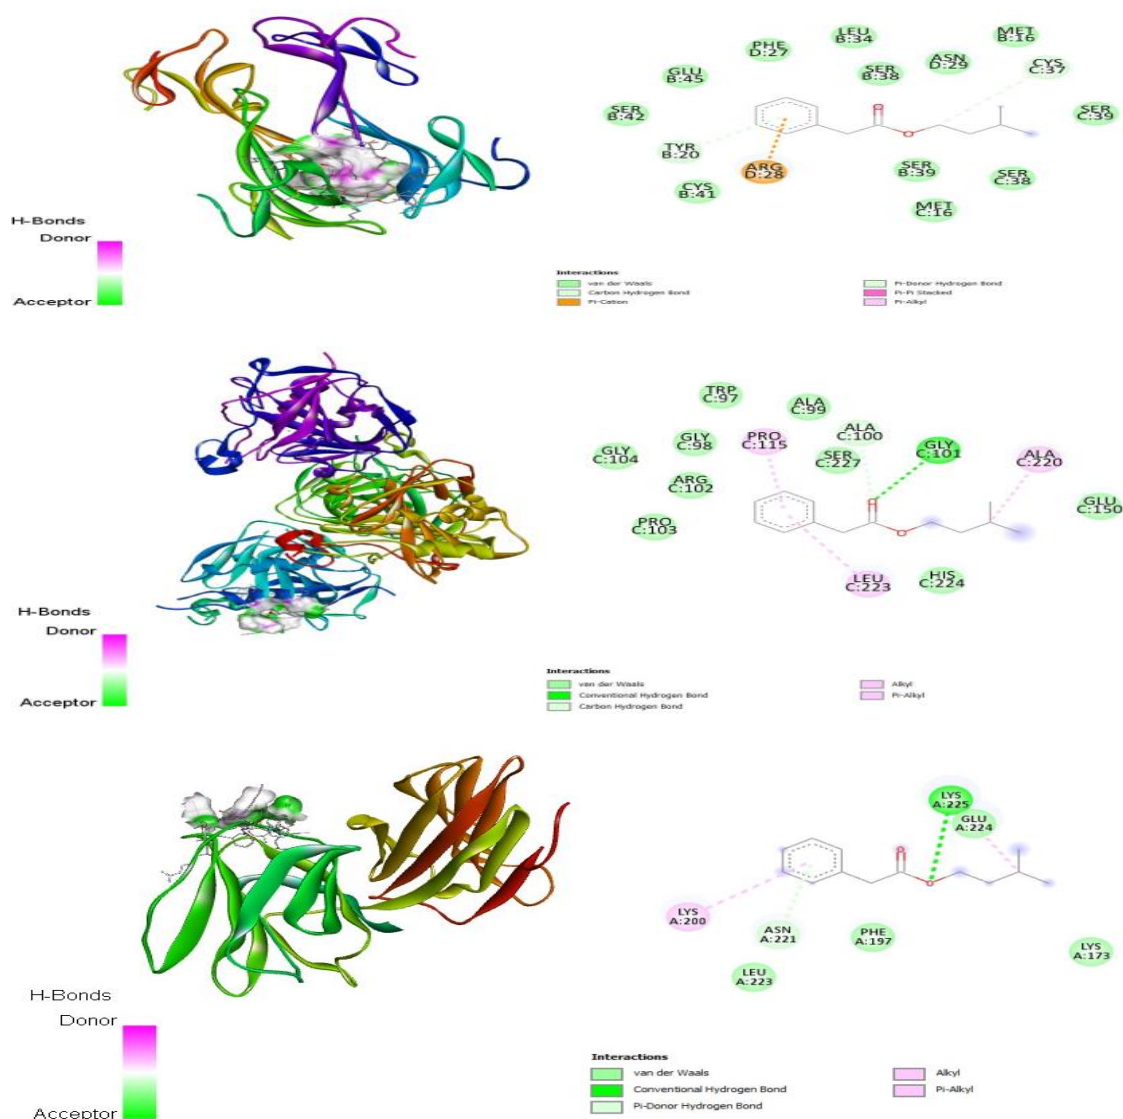 LEU
B:34
MET
B:16
PHE
D:27
ASN
D:29
CYS
C:37
GLU
B:45
SER
B:38
SER
B:42
SER
C:39
TYR
B:20
ARG
D:28
SER
B:39
SER
C:38
CYS
B:41
MET
C:16
O
O
H-Bonds
Donor
Acceptor
Interactions
van der Waals
Carbon Hydrogen Bond
Pi-Cation
Pi-Donor Hydrogen Bond
Pi-Pi Stacked
Pi-Alkyl
TRP
C:97
ALA
C:99
ALA
C:100
PRO
C:115
GLY
C:98
GLY
C:101
GLY
C:104
SER
C:227
ALA
C:220
ARG
C:102
GLU
C:150
PRO
C:103
LEU
C:223
HIS
C:224
O
O
H-Bonds
Donor
Acceptor
Interactions
van der Waals
Conventional Hydrogen Bond
Carbon Hydrogen Bond
Alkyl
Pi-Alkyl
LYS
A:225
GLU
A:224
O
O
LYS
A:200
ASN
A:221
PHE
A:197
LYS
A:173
LEU
A:223
H-Bonds
Donor
Acceptor
Interactions
van der Waals
Conventional Hydrogen Bond
Pi-Donor Hydrogen Bond
Alkyl
Pi-Alkyl